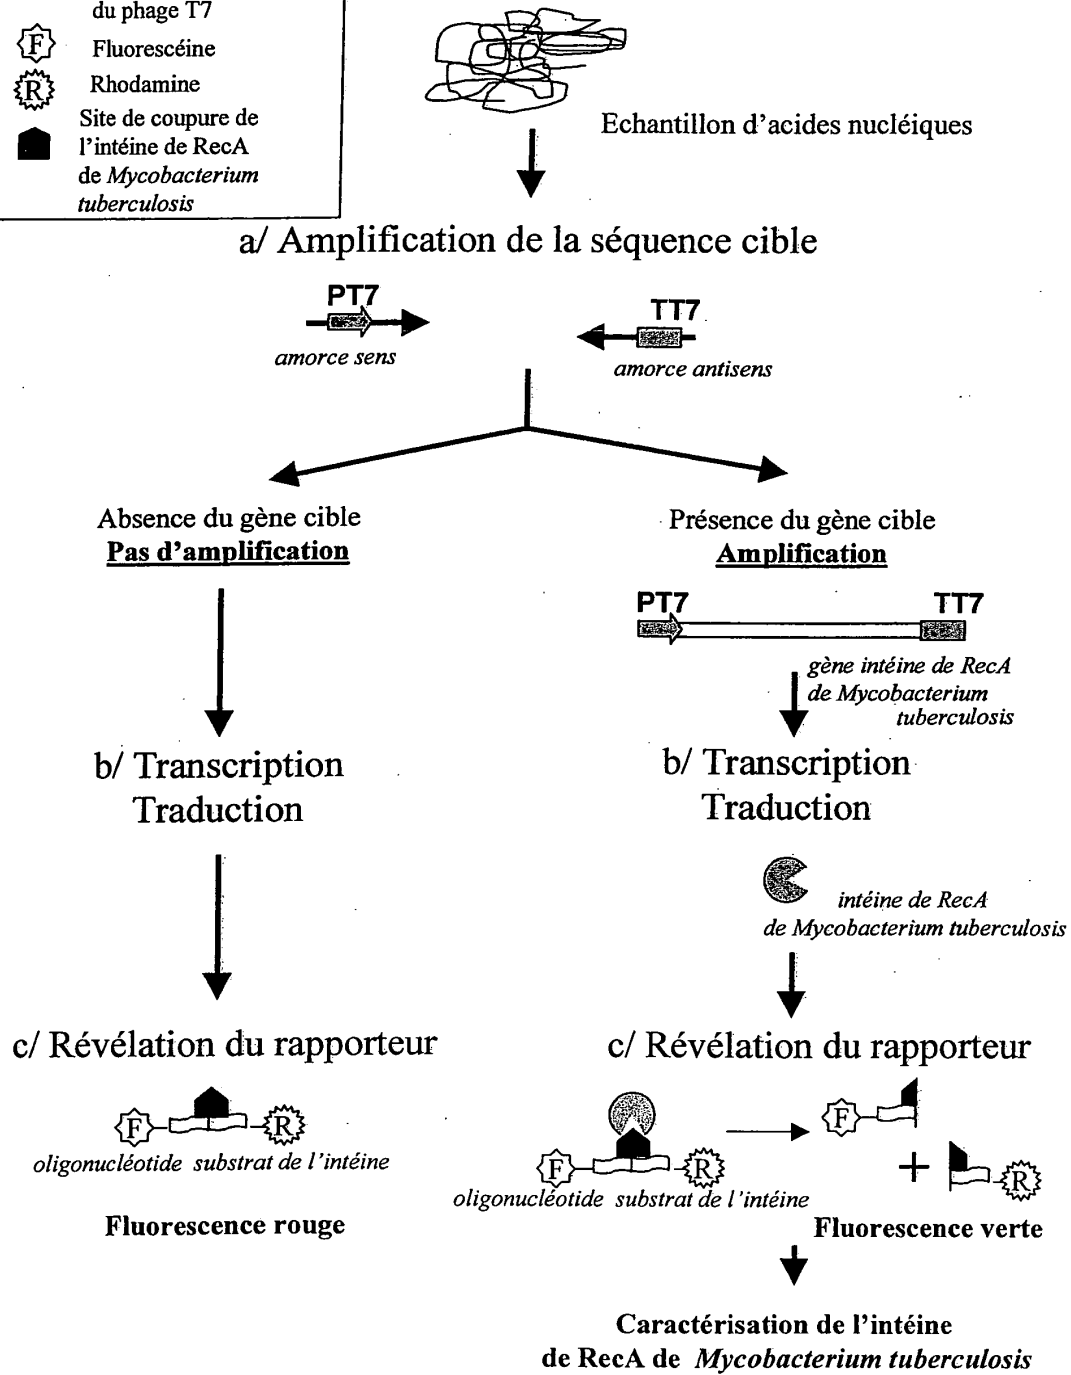 du phage T7
F Fluorescéine
R Rhodamine
Site de coupure de
l'intéine de RecA
de Mycobacterium
tuberculosis
Echantillon d'acides nucléiques
a/ Amplification de la séquence cible
PT7
amorce sens
TT7
amorce antisens
Absence du gène cible
Pas d'amplification
Présence du gène cible
Amplification
PT7 TT7
gène intéine de RecA
de Mycobacterium
tuberculosis
b/ Transcription
Traduction
b/ Transcription
Traduction
intéine de RecA
de Mycobacterium tuberculosis
c/ Révélation du rapporteur
F R
oligonucléotide substrat de l'intéine
Fluorescence rouge
c/ Révélation du rapporteur
F R
oligonucléotide substrat de l'intéine
F
+
R
Fluorescence verte
Caractérisation de l'intéine
de RecA de Mycobacterium tuberculosis